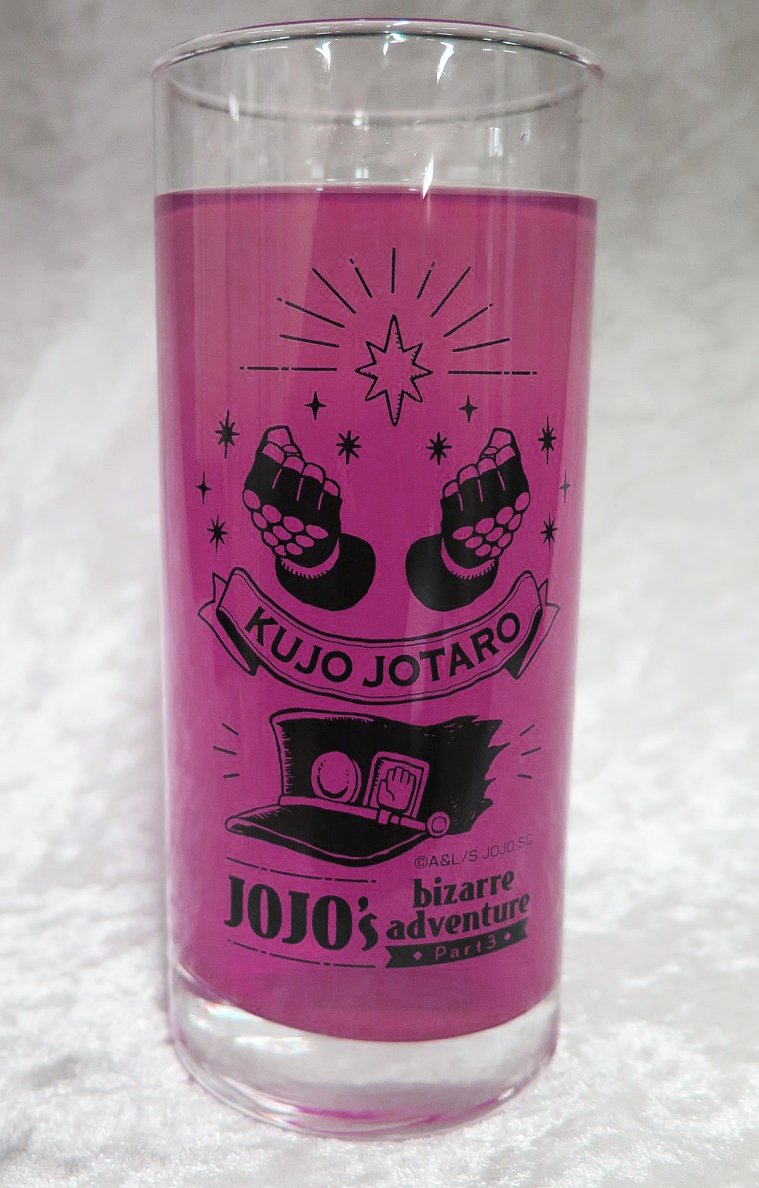 KUJO JOTARO
©A&L/S JOJO SC
JOJO's
bizarre
adventure
Part3